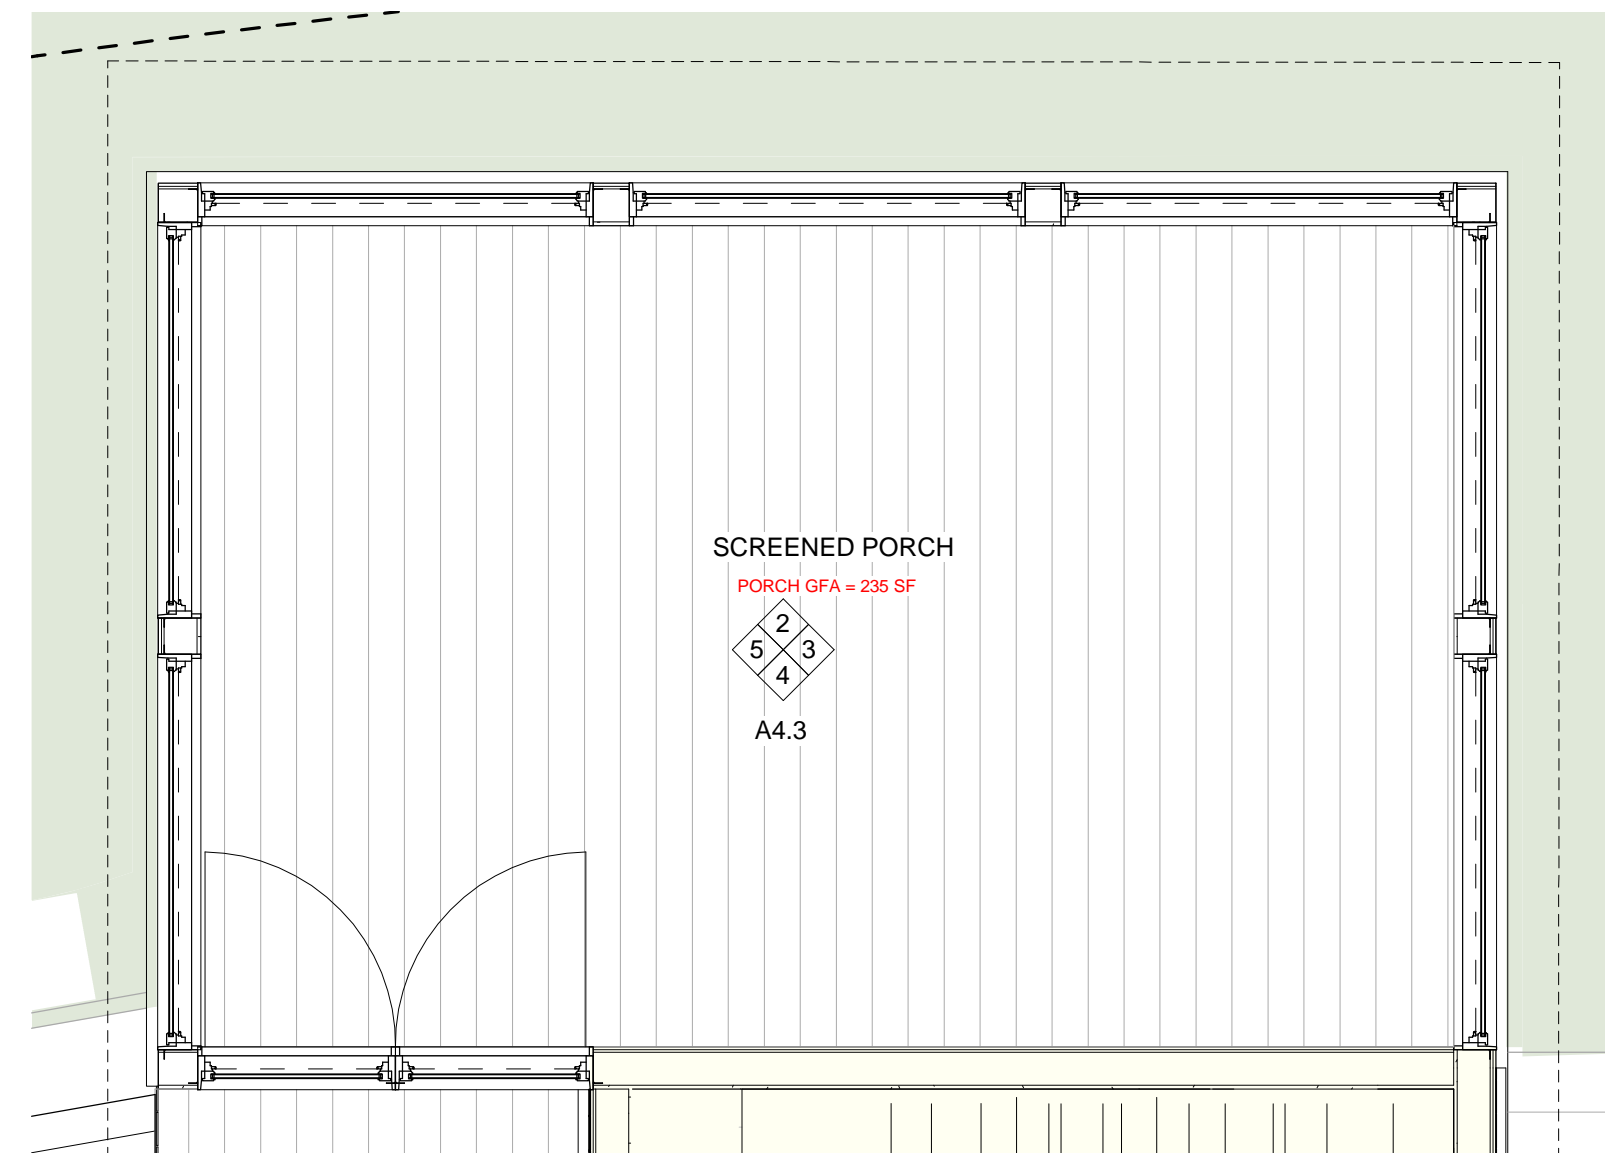 SCREENED PORCH
PORCH GFA = 235 SF
2
5 3
4
A4.3